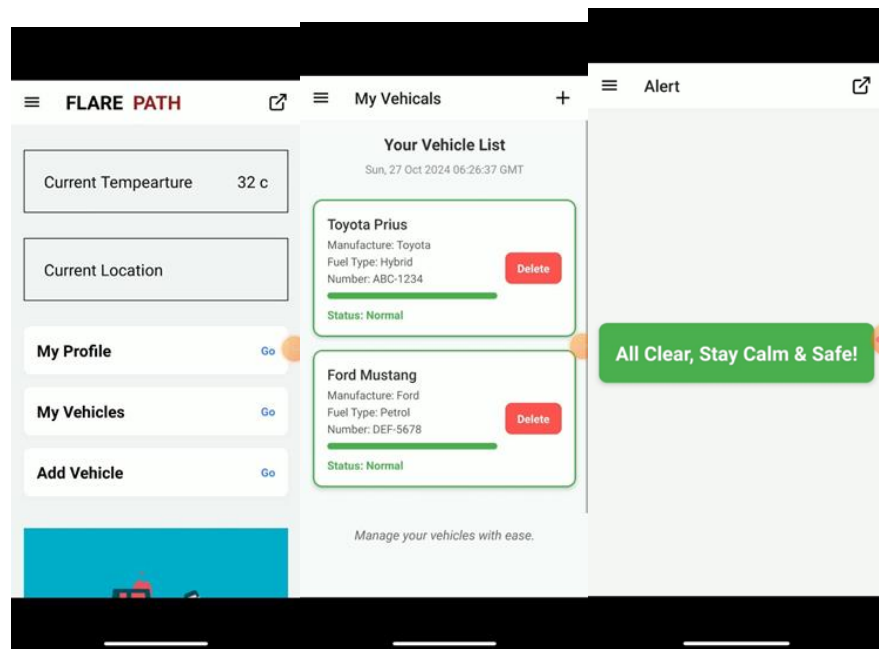 FLARE PATH
Current Tempearture 32 c
Current Location
My Profile Go
My Vehicles Go
Add Vehicle Go
My Vehicals +
Your Vehicle List
Sun, 27 Oct 2024 06:26:37 GMT
Toyota Prius
Manufacture: Toyota
Fuel Type: Hybrid
Delete
Number: ABC-1234
Status: Normal
Ford Mustang
Manufacture: Ford
Fuel Type: Petrol
Delete
Number: DEF-5678
Status: Normal
Manage your vehicles with ease.
Alert
All Clear, Stay Calm & Safe!